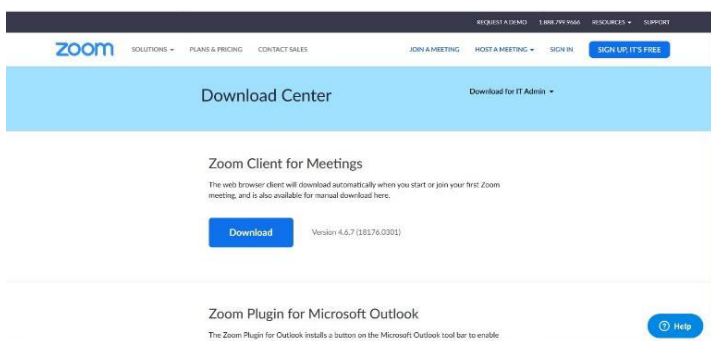 REQUEST A DEMO 1.888.799.9666 RESOURCES SUPPORT
zoom SOLUTIONS PLANS & PRICING CONTACT SALES JOIN A MEETING HOST A MEETING SIGN IN SIGN UP, IT'S FREE
Download Center Download for IT Admin
Zoom Client for Meetings
The web browser client will download automatically when you start or join your first Zoom
meeting, and is also available for manual download here.
Download Version 4.6.7 (18176.0301)
Zoom Plugin for Microsoft Outlook
The Zoom Plugin for Outlook installs a button on the Microsoft Outlook tool bar to enable
Help